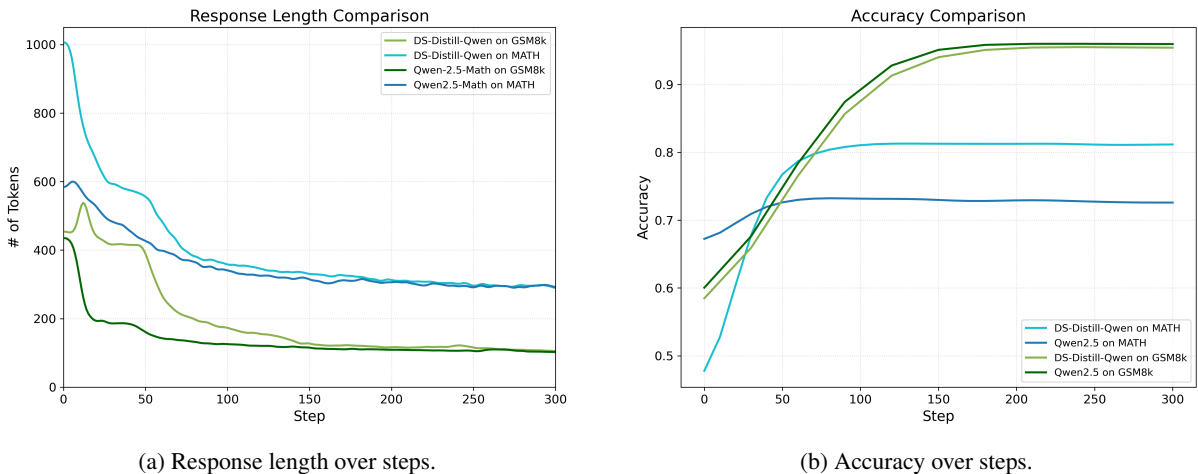 Response Length Comparison
# of Tokens
1000
800
600
400
200
0
DS-Distill-Qwen on GSM8k
DS-Distill-Qwen on MATH
Qwen-2.5-Math on GSM8k
Qwen2.5-Math on MATH
0 50 100 150 200 250 300
Step
(a) Response length over steps.
Accuracy Comparison
Accuracy
0.9
0.8
0.7
0.6
0.5
DS-Distill-Qwen on MATH
Qwen2.5 on MATH
DS-Distill-Qwen on GSM8k
Qwen2.5 on GSM8k
0 50 100 150 200 250 300
Step
(b) Accuracy over steps.